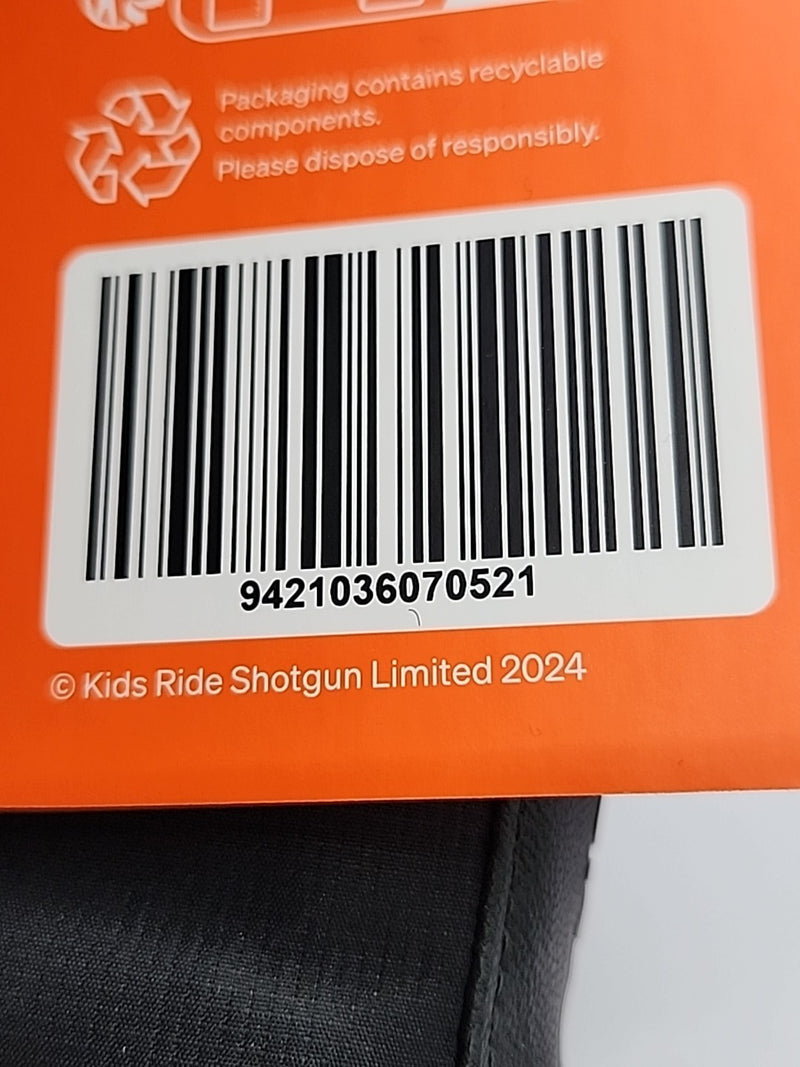 Packaging contains recyclable
components.
Please dispose of responsibly.
9421036070521
© Kids Ride Shotgun Limited 2024